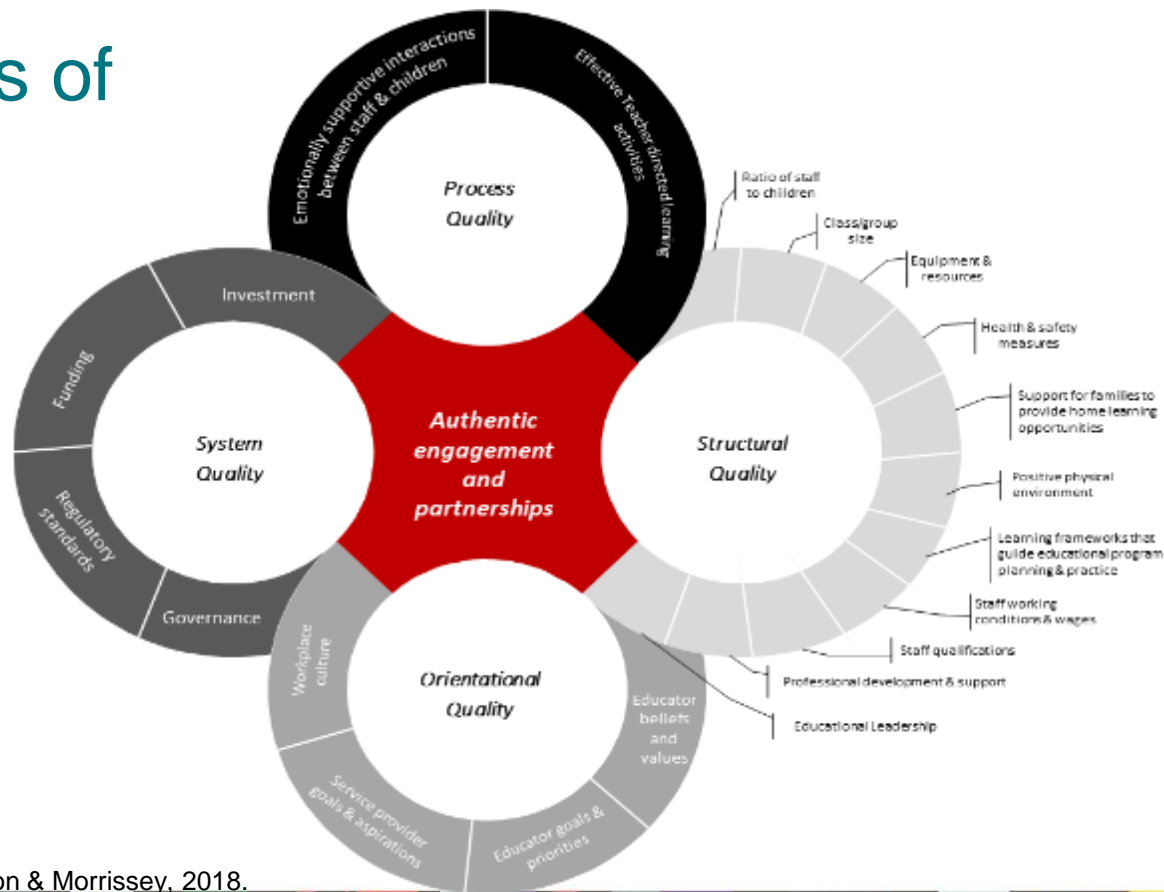 s of
Emotionally supportive interactions
between staff & children
Effective Teacher directed learning
activities
Process
Quality
Ratio of staff
to children
Class/group
size
Equipment &
resources
Health & safety
measures
Support for families to
provide home learning
opportunities
Positive physical
environment
Learning frameworks that
guide educational program
planning & practice
Staff working
conditions & wages
Staff qualifications
Professional development & support
Educational Leadership
Structural
Quality
Investment
Funding
Regulatory
standards
Governance
System
Quality
Authentic
engagement
and
partnerships
Workplace
culture
Service provider
goals & aspirations
Educator goals &
priorities
Educator
beliefs
and
values
Orientational
Quality
on & Morrissey, 2018.